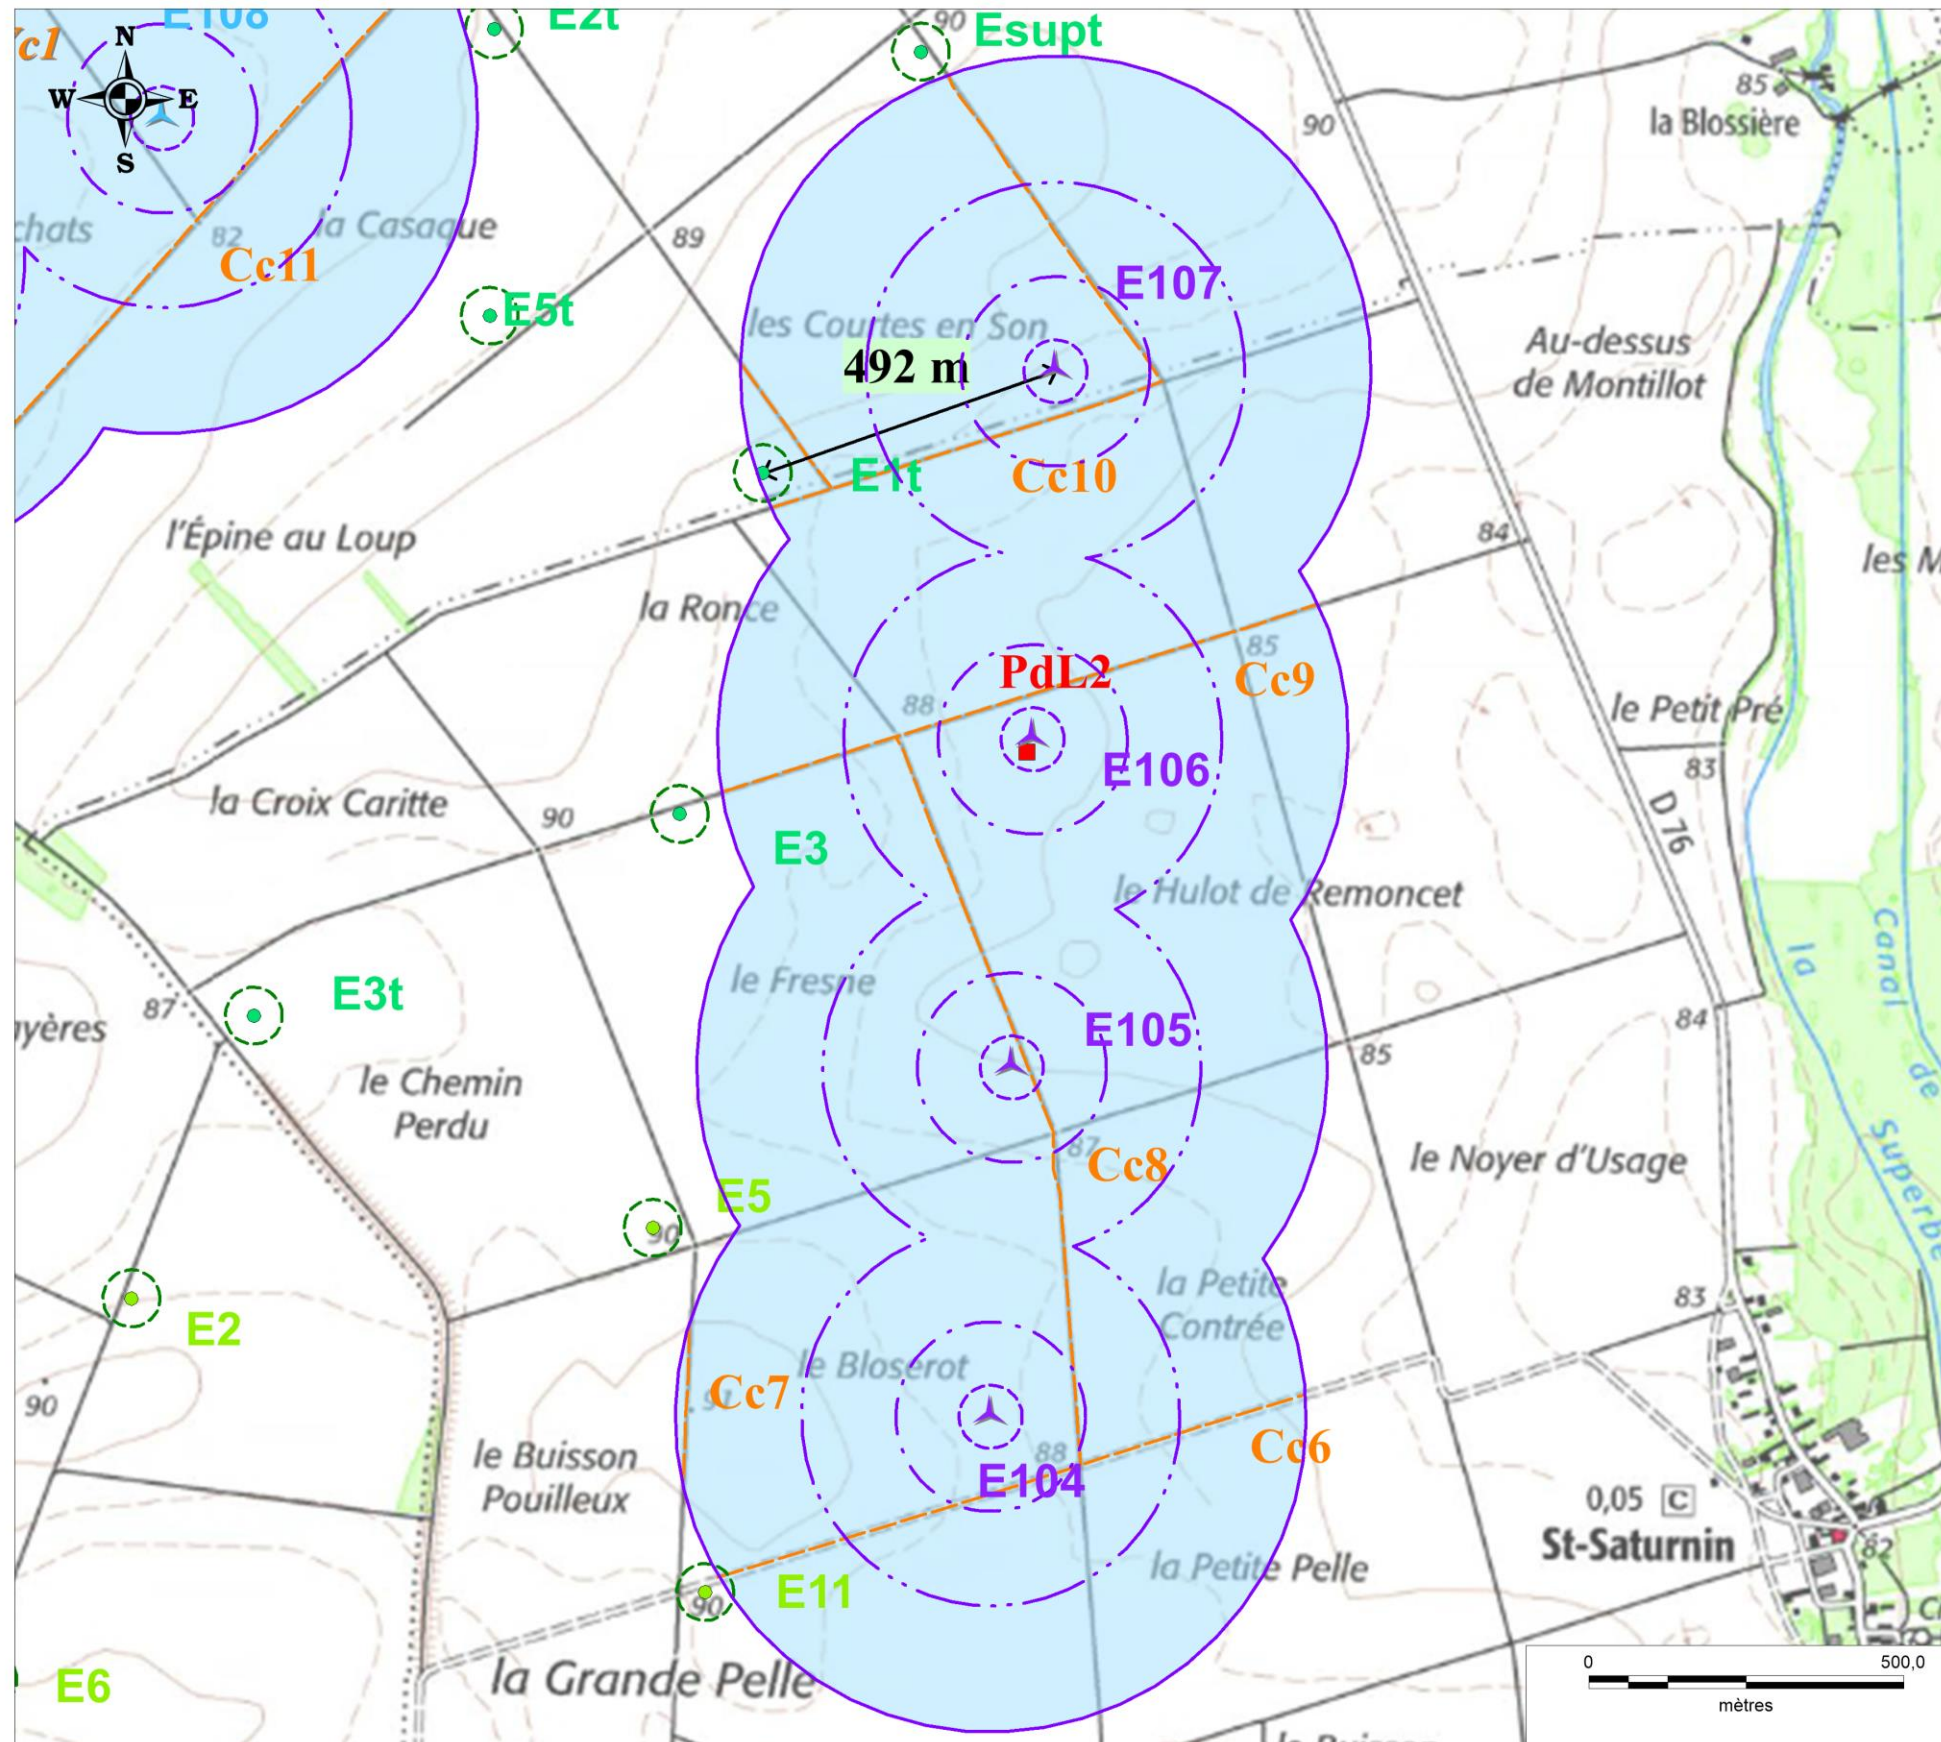 E108
E2t
90
Esupt
N
W
E
S
85
la Blossière
90
chats
82
la Casaque
89
Cc11
E5t
E107
les Courtes en Son
492 m
Au-dessus
de Montillot
E1t
Cc10
l'Épine au Loup
84
la Ronce
85
Cc9
PdL2
88
le Petit Pré
83
E106
la Croix Caritte
90
D 76
E3
le Hulot de Remoncet
Canal
de
la
Superbe
le Fresne
E3t
87
84
E105
85
le Chemin
Perdu
87
Cc8
le Noyer d'Usage
E5
90
la Petite
Contrée
83
E2
le Bloserot
Cc7
91
90
88
Cc6
le Buisson
Pouilleux
E104
0,05 C
St-Saturnin
82
la Petite Pelle
E11
90
la Grande Pelle
E6
0
500,0
mètres